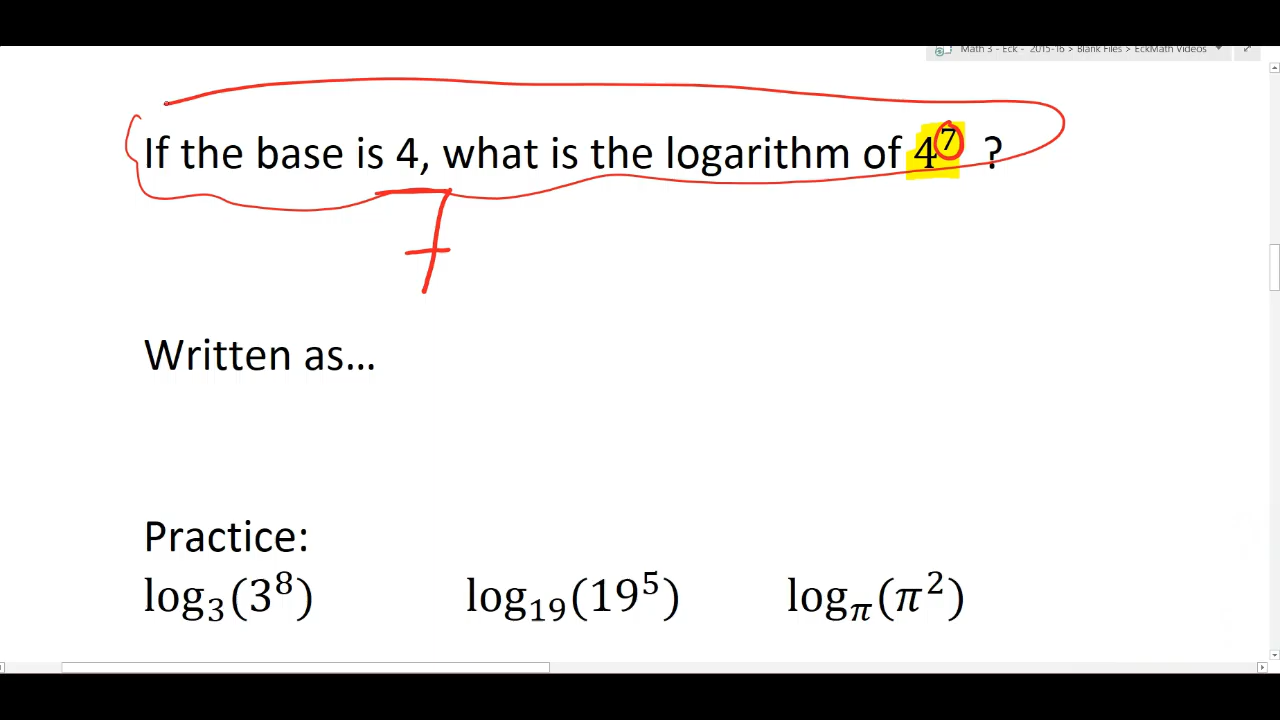 Math 3 - Eck - 2015-16 > Blank Files > EckMath Videos
If the base is 4, what is the logarithm of 4⁷ ?
7
Written as...
Practice:
log₃(3⁸) log₁₉(19⁵) log_π(π²)